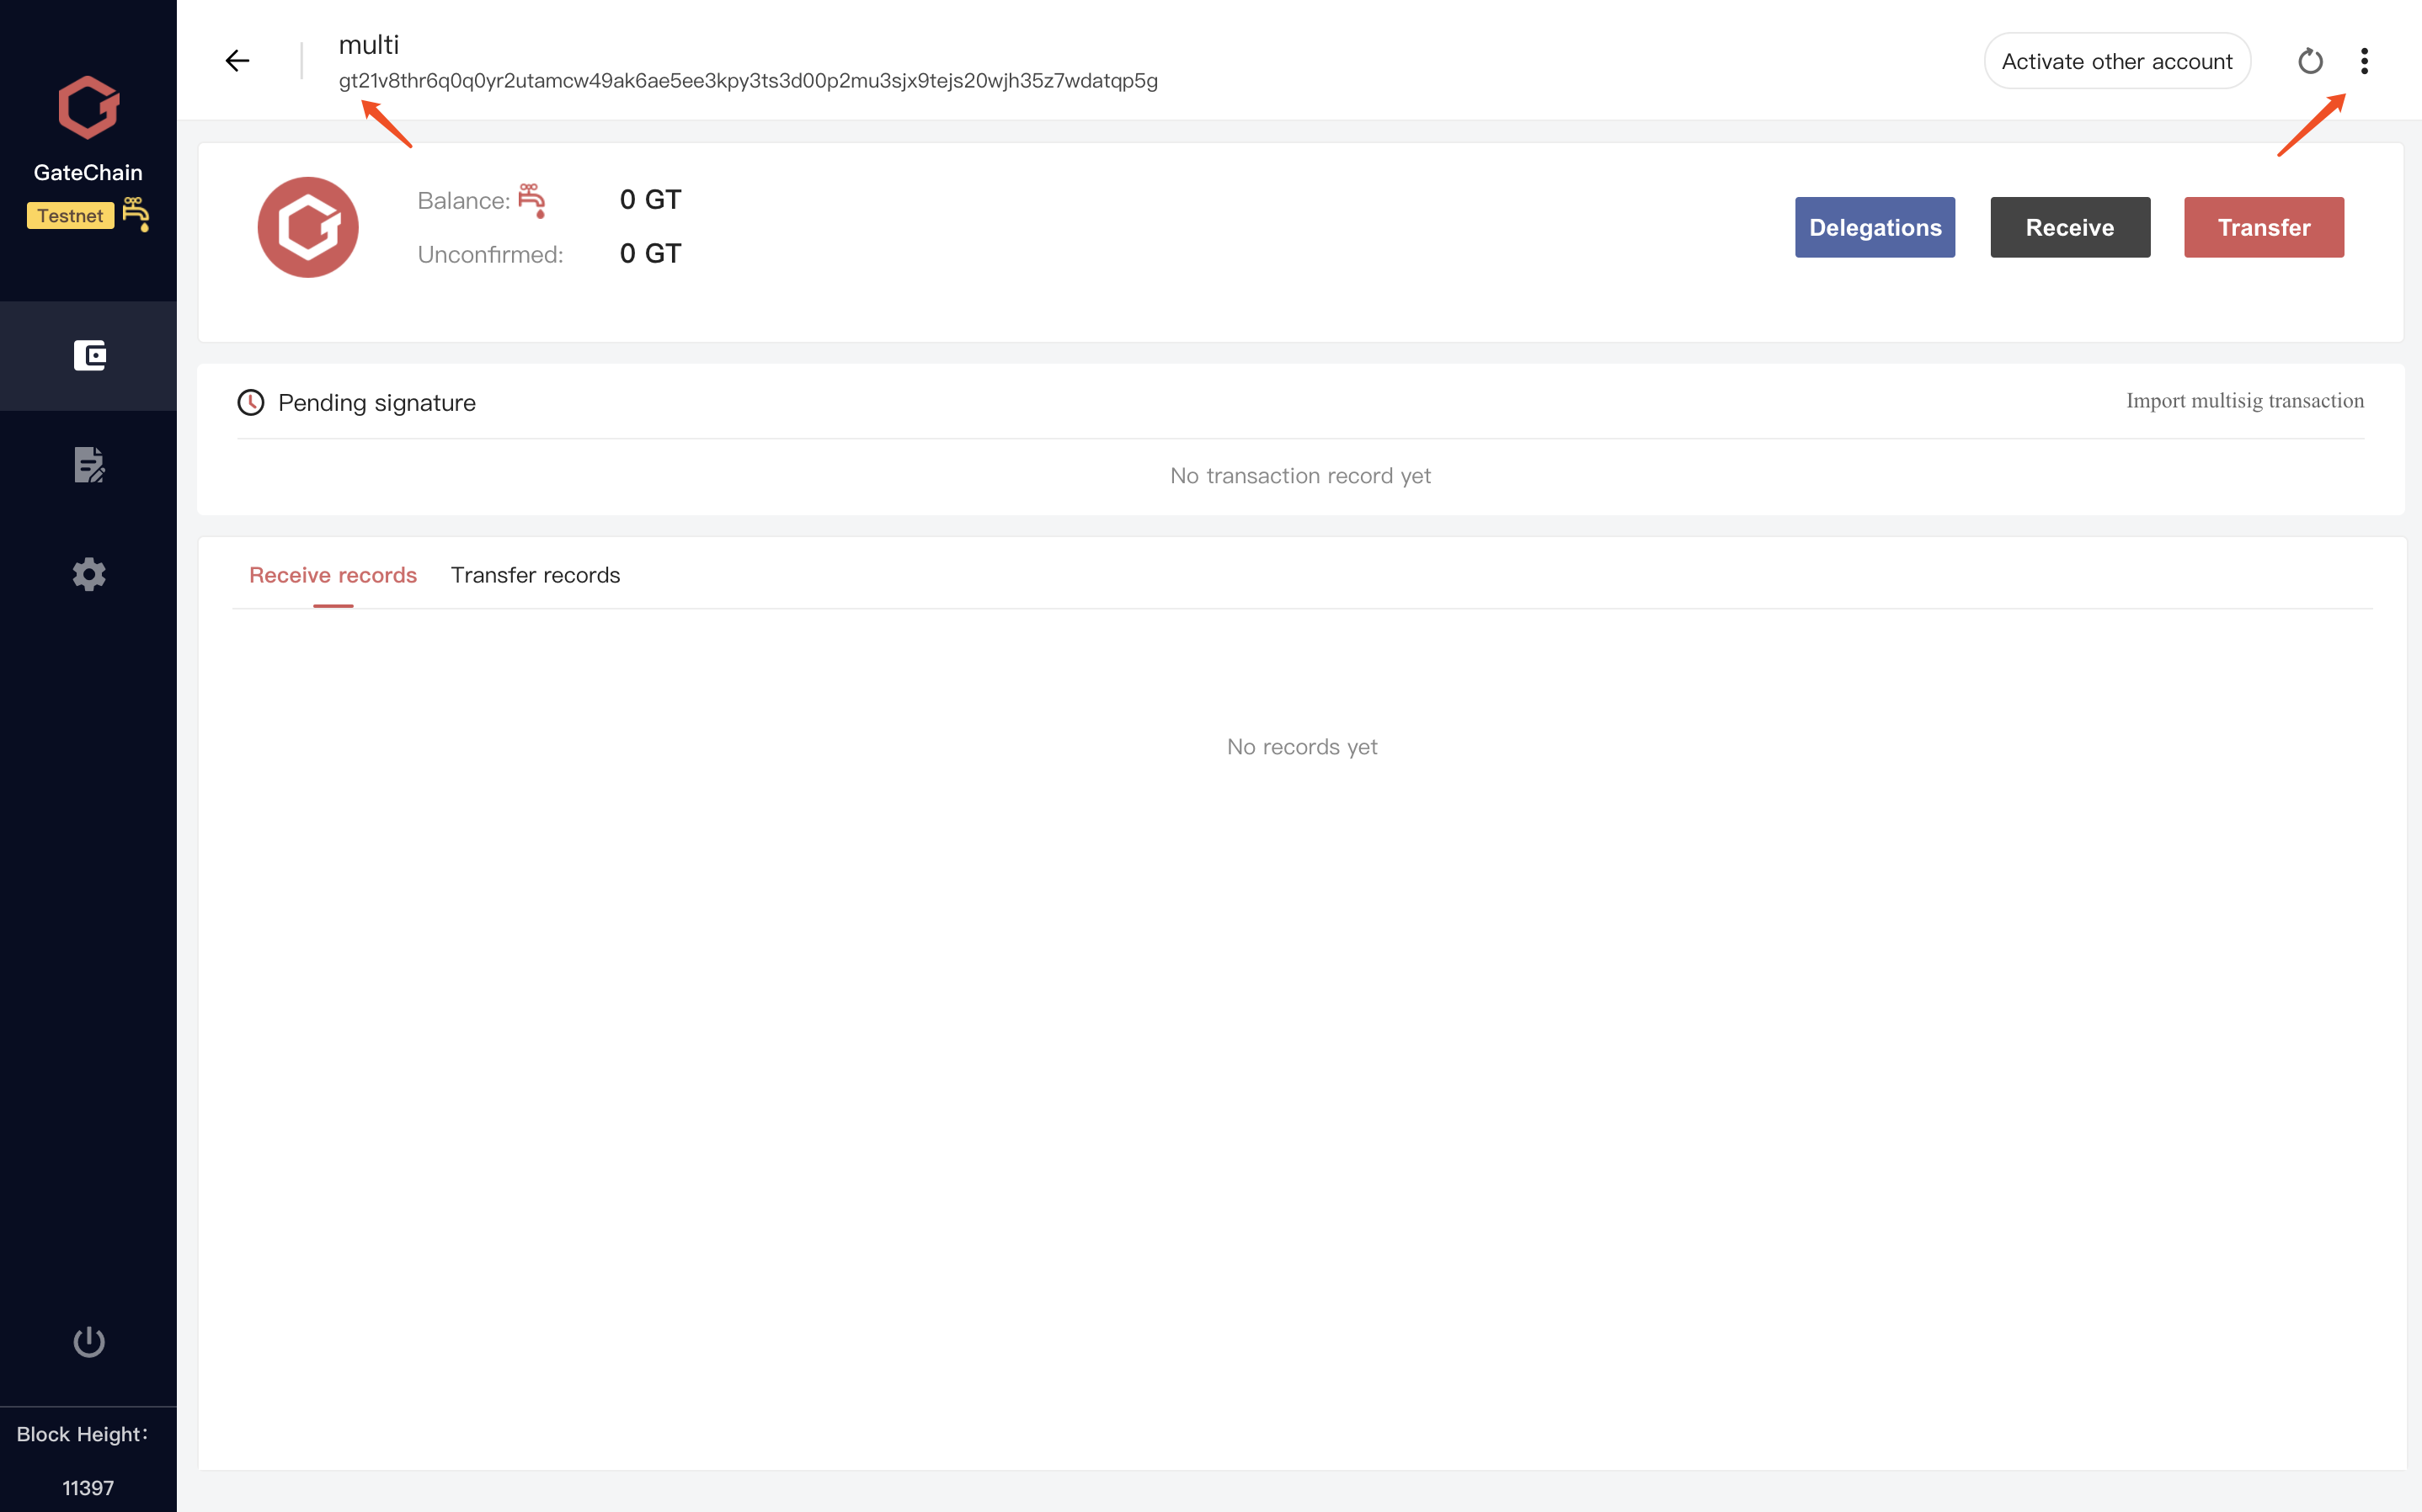 multi
gt21v8thr6q0q0yr2utamcw49ak6ae5ee3kpy3ts3d00p2mu3sjx9tejs20wjh35z7wdatqp5g
Activate other account
GateChain
Testnet
Balance: 0 GT
Unconfirmed: 0 GT
Delegations
Receive
Transfer
Pending signature
Import multisig transaction
No transaction record yet
Receive records
Transfer records
No records yet
Block Height:
11397